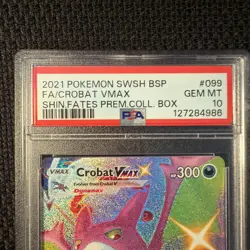 2021 POKEMON SWSH BSP #099
FA/CROBAT VMAX GEM MT
SHIN.FATES PREM.COLL. BOX 10
PSA 127284986
VMAX Crobat VMAX HP 300
Evolves from Crobat V
Dynamax